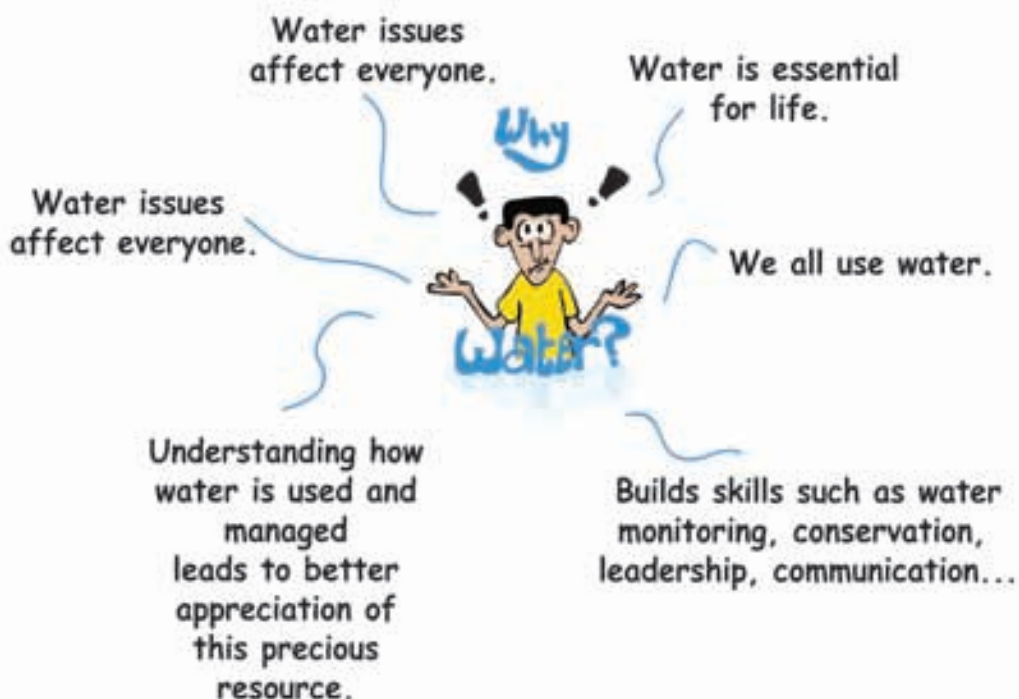 Water issues
affect everyone.
Water is essential
for life.
Why
Water issues
affect everyone.
We all use water.
Water?
Understanding how
water is used and
managed
leads to better
appreciation of
this precious
resource.
Builds skills such as water
monitoring, conservation,
leadership, communication...